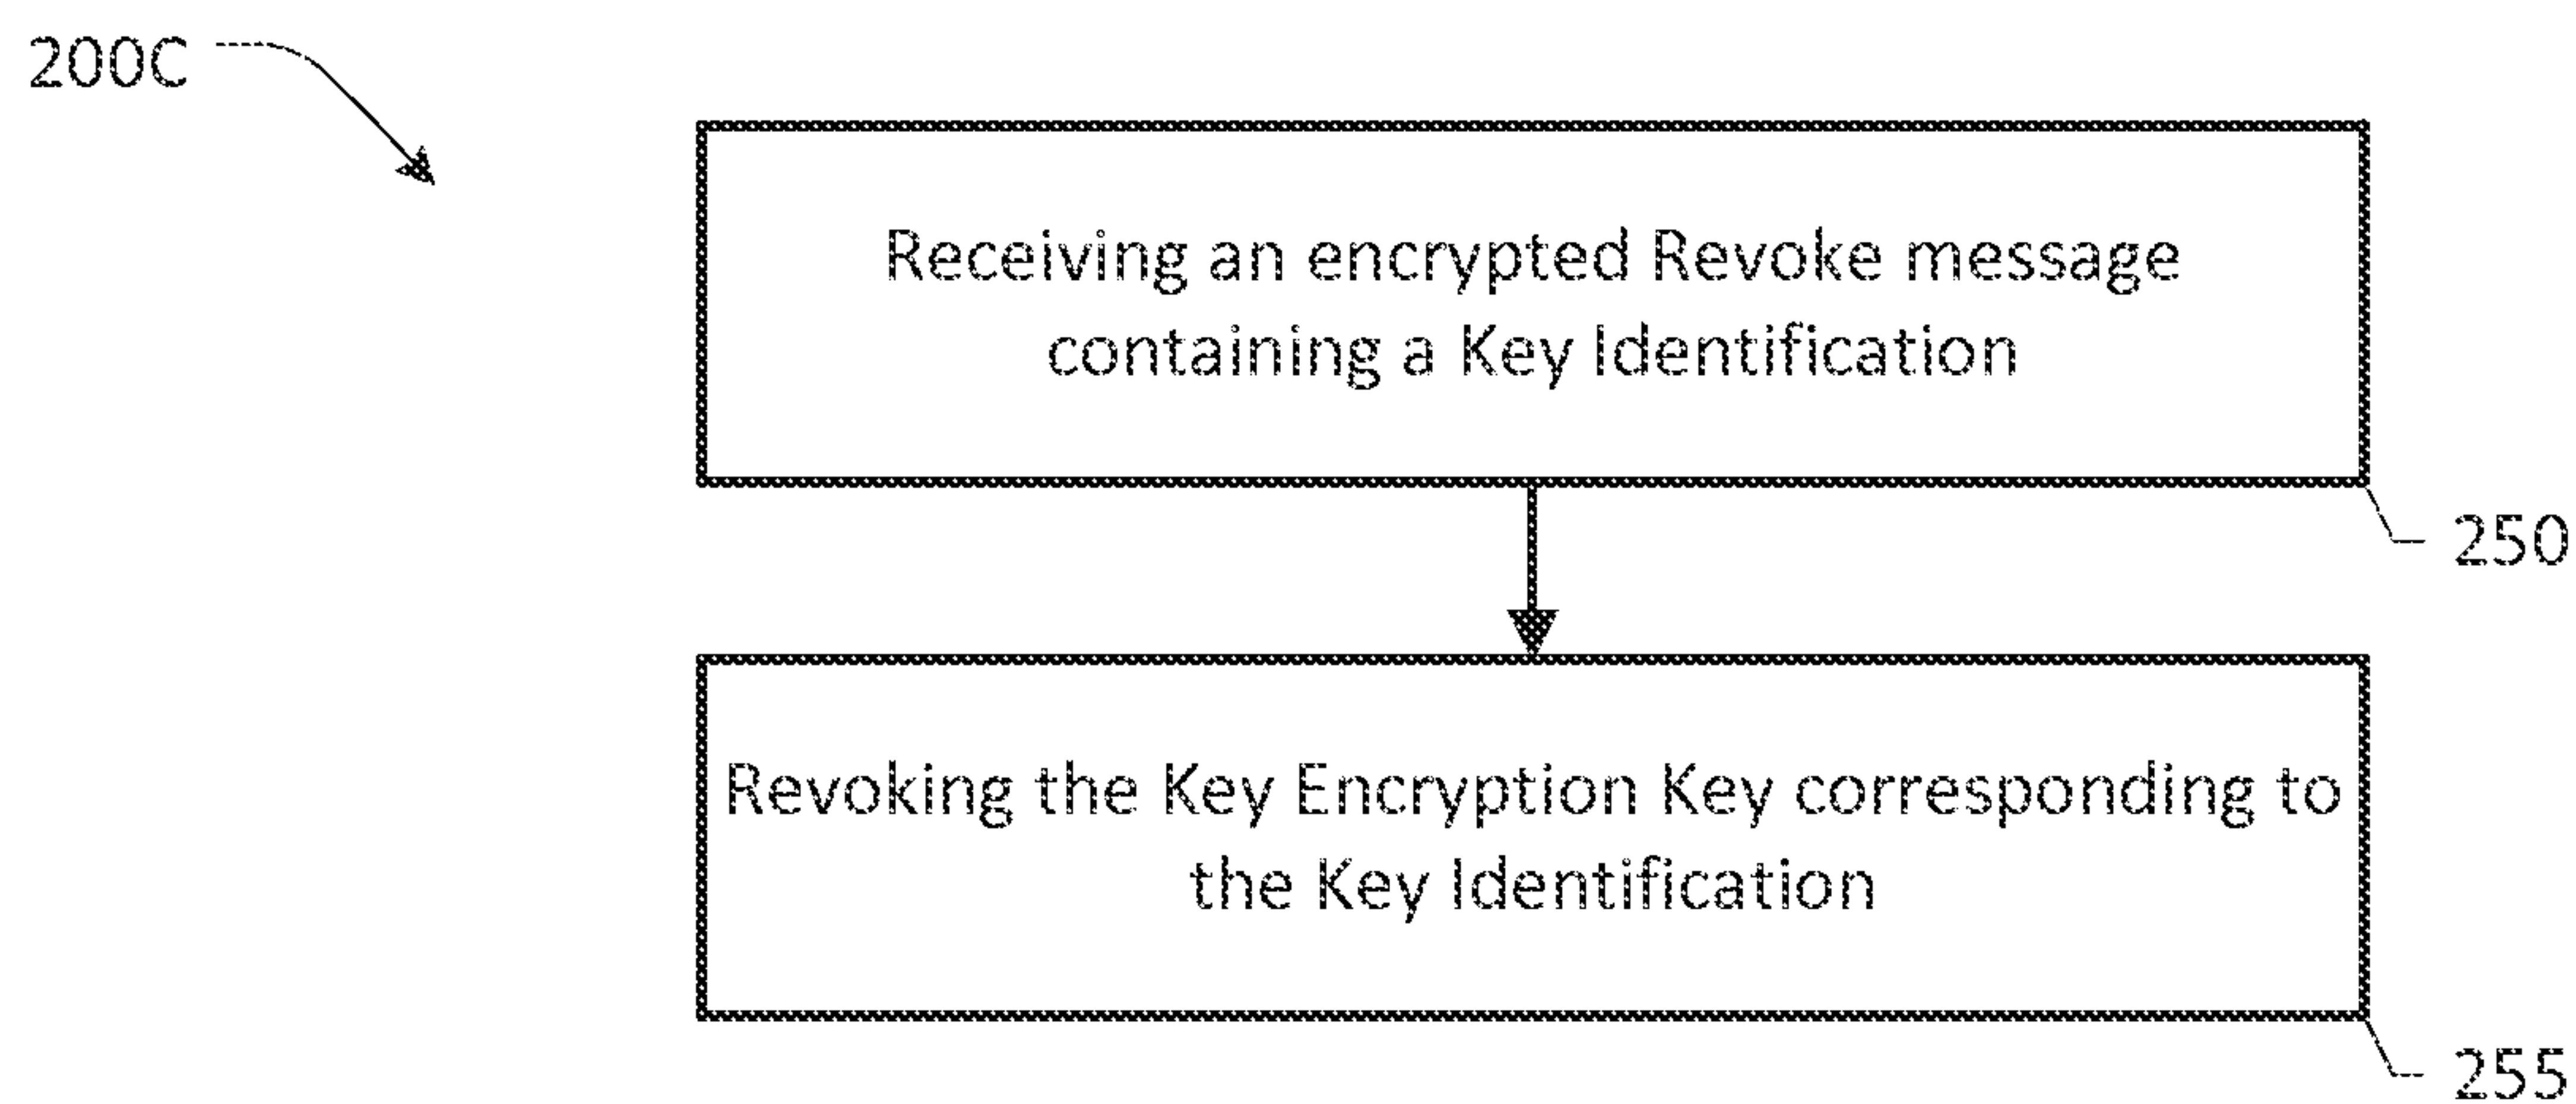 200C
Receiving an encrypted Revoke message
containing a Key Identification
250
Revoking the Key Encryption Key corresponding to
the Key Identification
255